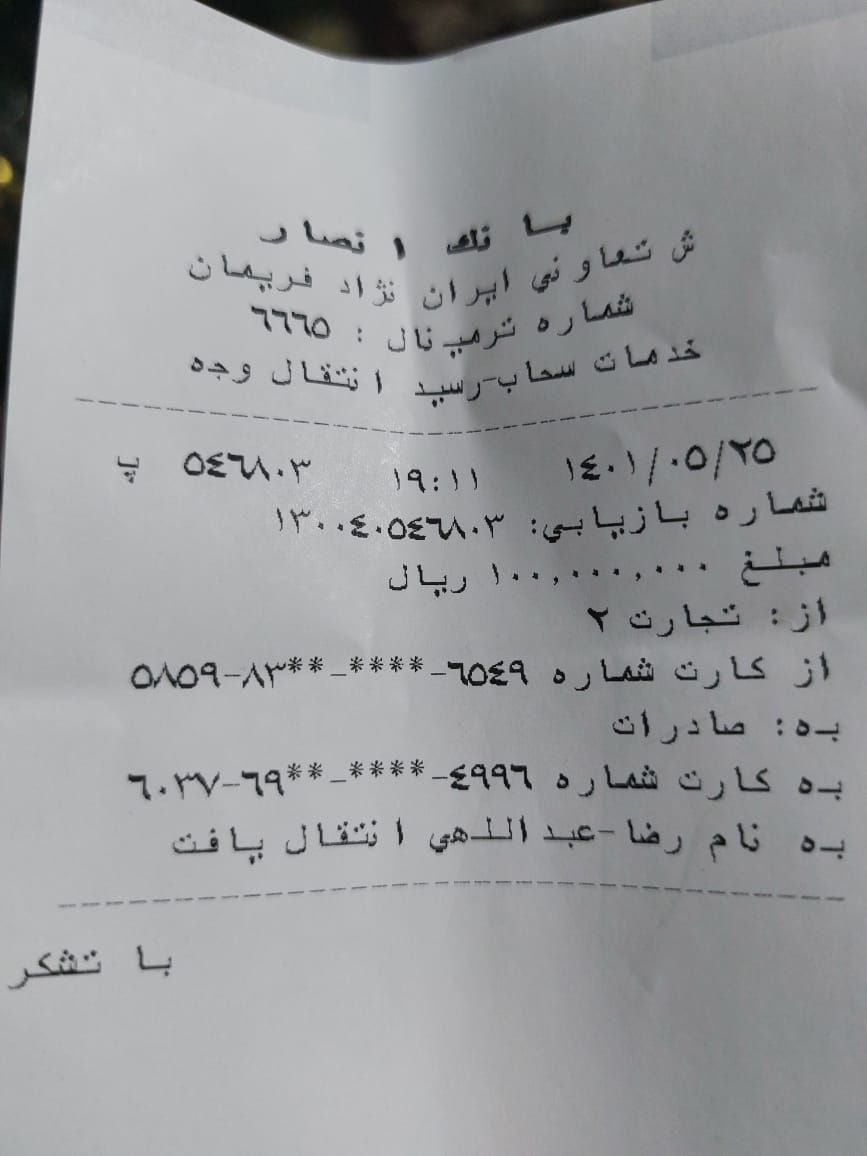 بانك انصار
ش تعاوني ايران نژاد فريمان
شماره ترمينال : ٦٦٦٥
خدمات سحاب-رسيد انتقال وجه
١٤٠١/٠٥/٢٥ ١٩:١١ ٥٤٦٨٠٣ پ
شماره بازيابي: ١٣٠٠٤٠٥٤٦٨٠٣
مبلغ ١٠٠,٠٠٠,٠٠٠ ريال
از: تجارت ٢
از كارت شماره ٥٨٥٩-٨٣**-****-٦٥٤٩
به: صادرات
به كارت شماره ٦٠٣٧-٦٩**-****-٤٩٩٦
به نام رضا-عبداللهي انتقال يافت
با تشكر